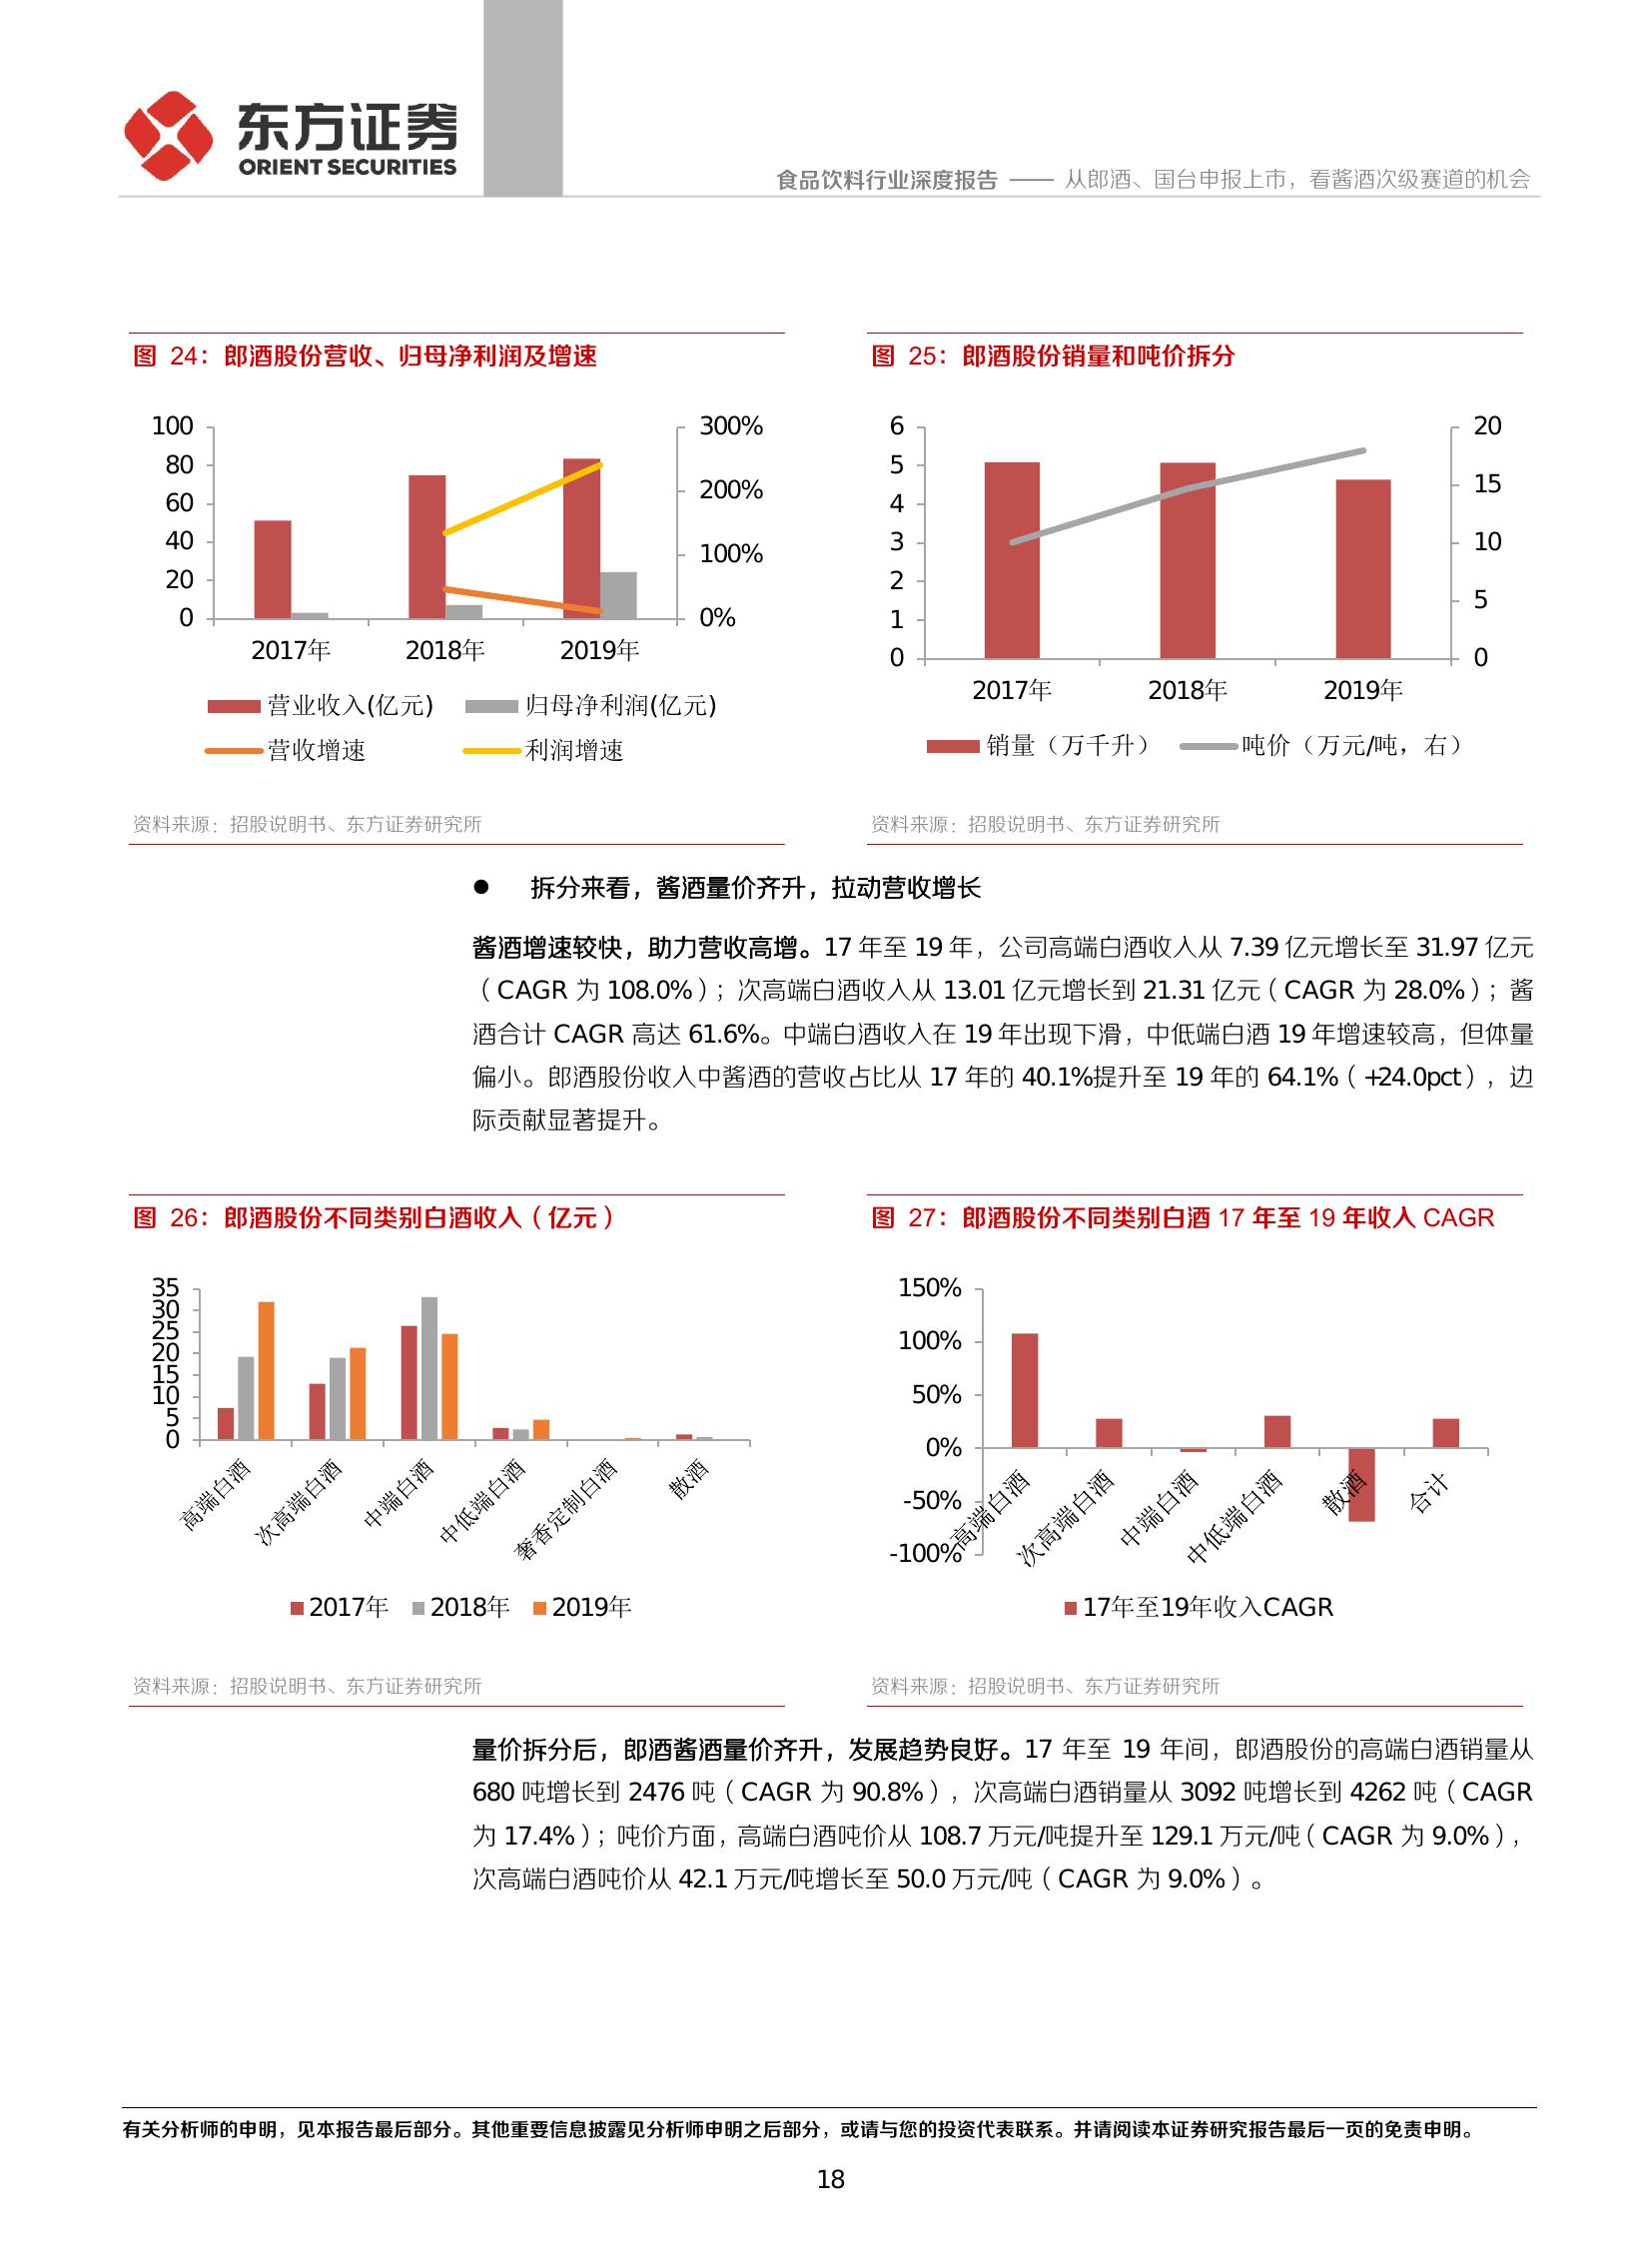 东方证券
ORIENT SECURITIES
食品饮料行业深度报告 —— 从郎酒、国台申报上市，看酱酒次级赛道的机会
图 24：郎酒股份营收、归母净利润及增速
100
80
60
40
20
0
300%
200%
100%
0%
2017年 2018年 2019年
营业收入(亿元) 归母净利润(亿元)
营收增速 利润增速
资料来源：招股说明书、东方证券研究所
图 25：郎酒股份销量和吨价拆分
6
5
4
3
2
1
0
20
15
10
5
0
2017年 2018年 2019年
销量（万千升） 吨价（万元/吨，右）
资料来源：招股说明书、东方证券研究所
● 拆分来看，酱酒量价齐升，拉动营收增长
酱酒增速较快，助力营收高增。17 年至 19 年，公司高端白酒收入从 7.39 亿元增长至 31.97 亿元
（CAGR 为 108.0%）；次高端白酒收入从 13.01 亿元增长到 21.31 亿元（CAGR 为 28.0%）；酱
酒合计 CAGR 高达 61.6%。中端白酒收入在 19 年出现下滑，中低端白酒 19 年增速较高，但体量
偏小。郎酒股份收入中酱酒的营收占比从 17 年的 40.1%提升至 19 年的 64.1%（+24.0pct），边
际贡献显著提升。
图 26：郎酒股份不同类别白酒收入（亿元）
35
30
25
20
15
10
5
0
高端白酒
次高端白酒
中端白酒
中低端白酒
奢香定制白酒
散酒
2017年 2018年 2019年
资料来源：招股说明书、东方证券研究所
图 27：郎酒股份不同类别白酒 17 年至 19 年收入 CAGR
150%
100%
50%
0%
-50%
-100%
高端白酒
次高端白酒
中端白酒
中低端白酒
散酒
合计
17年至19年收入CAGR
资料来源：招股说明书、东方证券研究所
量价拆分后，郎酒酱酒量价齐升，发展趋势良好。17 年至 19 年间，郎酒股份的高端白酒销量从
680 吨增长到 2476 吨（CAGR 为 90.8%），次高端白酒销量从 3092 吨增长到 4262 吨（CAGR
为 17.4%）；吨价方面，高端白酒吨价从 108.7 万元/吨提升至 129.1 万元/吨（CAGR 为 9.0%），
次高端白酒吨价从 42.1 万元/吨增长至 50.0 万元/吨（CAGR 为 9.0%）。
有关分析师的申明，见本报告最后部分。其他重要信息披露见分析师申明之后部分，或请与您的投资代表联系。并请阅读本证券研究报告最后一页的免责申明。
18